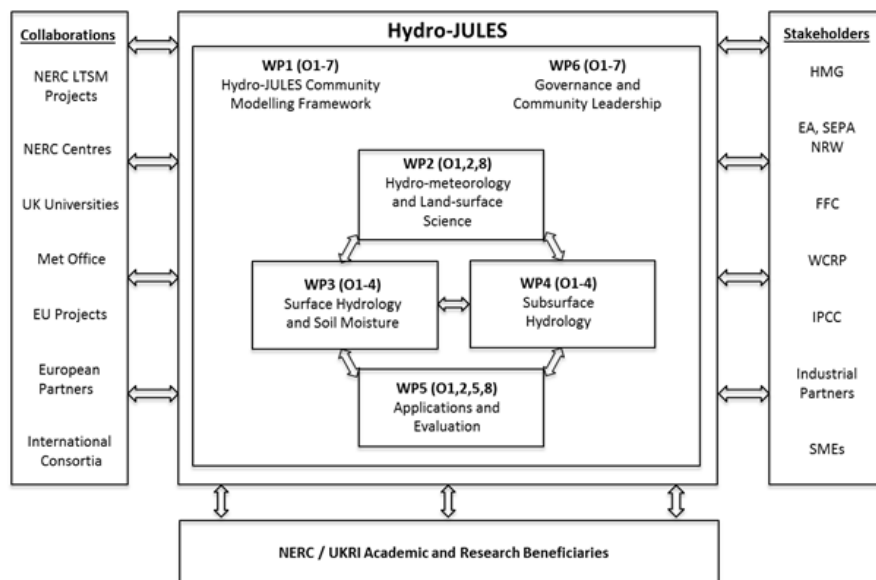 Collaborations
NERC LTSM
Projects
NERC Centres
UK Universities
Met Office
EU Projects
European
Partners
International
Consortia
Hydro-JULES
WP1 (O1-7)
Hydro-JULES Community
Modelling Framework
WP6 (O1-7)
Governance and
Community Leadership
WP2 (O1,2,8)
Hydro-meteorology
and Land-surface
Science
WP3 (O1-4)
Surface Hydrology
and Soil Moisture
WP4 (O1-4)
Subsurface
Hydrology
WP5 (O1,2,5,8)
Applications and
Evaluation
Stakeholders
HMG
EA, SEPA
NRW
FFC
WCRP
IPCC
Industrial
Partners
SMEs
NERC / UKRI Academic and Research Beneficiaries